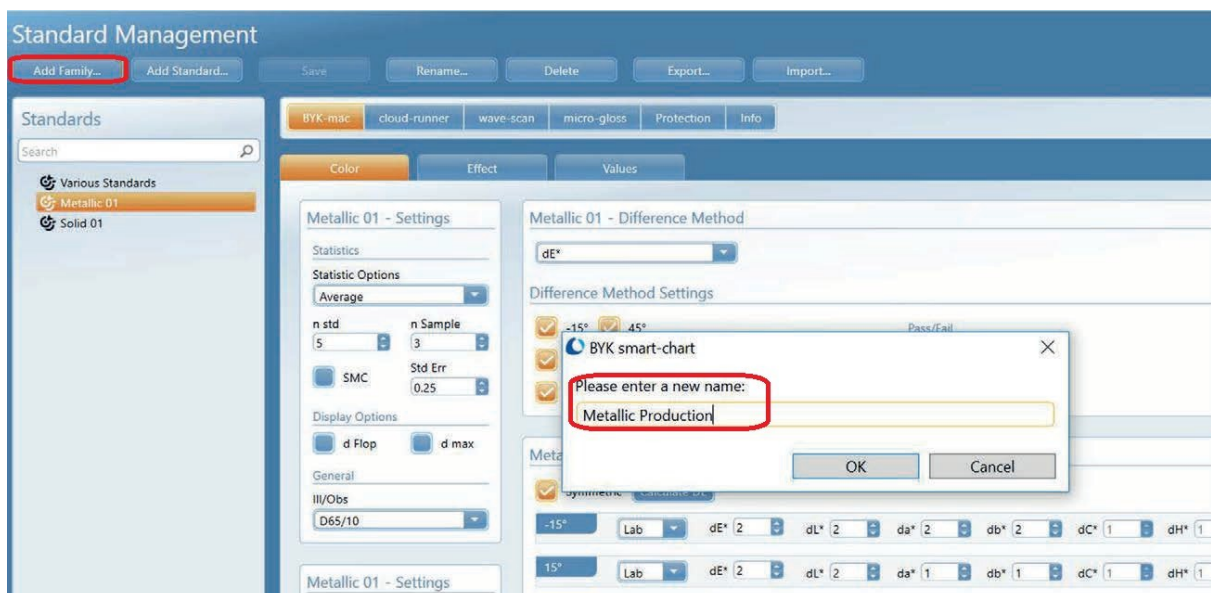 Standard Management
Add Family... Add Standard... Save Rename... Delete Export... Import...
Standards
Search
Various Standards
Metallic 01
Solid 01
BYK-mac cloud-runner wave-scan micro-gloss Protection Info
Color Effect Values
Metallic 01 - Settings
Statistics
Statistic Options
Average
n std n Sample
5 3
SMC Std Err
0.25
Display Options
d Flop d max
General
Ill/Obs
D65/10
Metallic 01 - Settings
Metallic 01 - Difference Method
dE*
Difference Method Settings
-15° 45°
Pass/Fail
BYK smart-chart
Please enter a new name:
Metallic Production
OK Cancel
Meta
Symmetric Calculate DE
-15° Lab dE* 2 dL* 2 da* 2 db* 2 dC* 1 dH* 1
15° Lab dE* 2 dL* 2 da* 1 db* 1 dC* 1 dH* 1